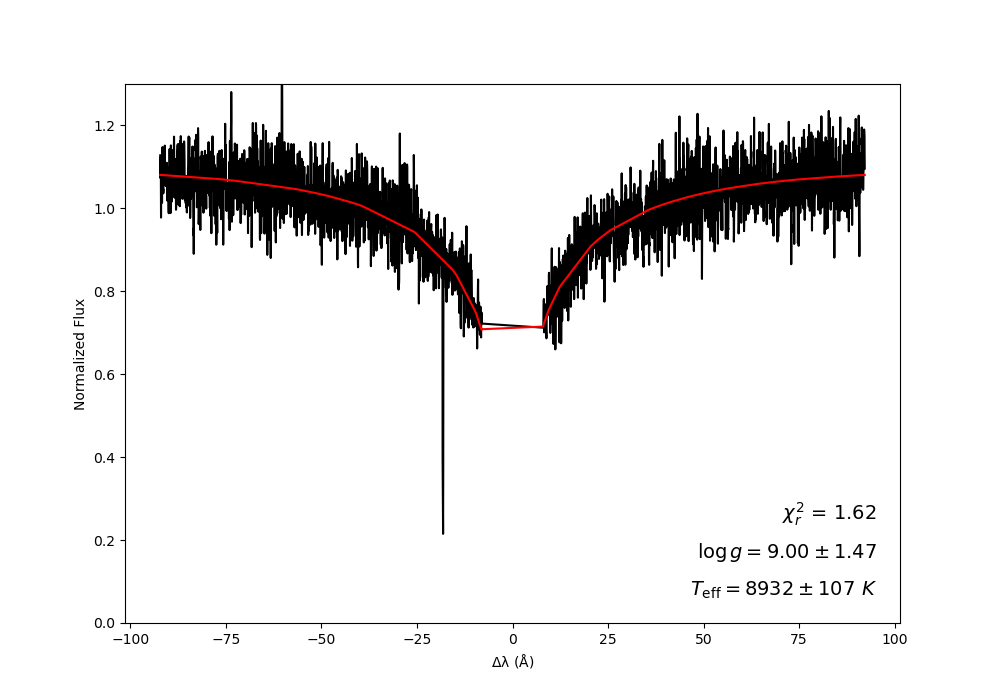 1.2
1.0
0.8
0.6
0.4
0.2
0.0
Normalized Flux
χ²ᵣ = 1.62
log g = 9.00 ± 1.47
T_eff = 8932 ± 107 K
−100 −75 −50 −25 0 25 50 75 100
Δλ (Å)